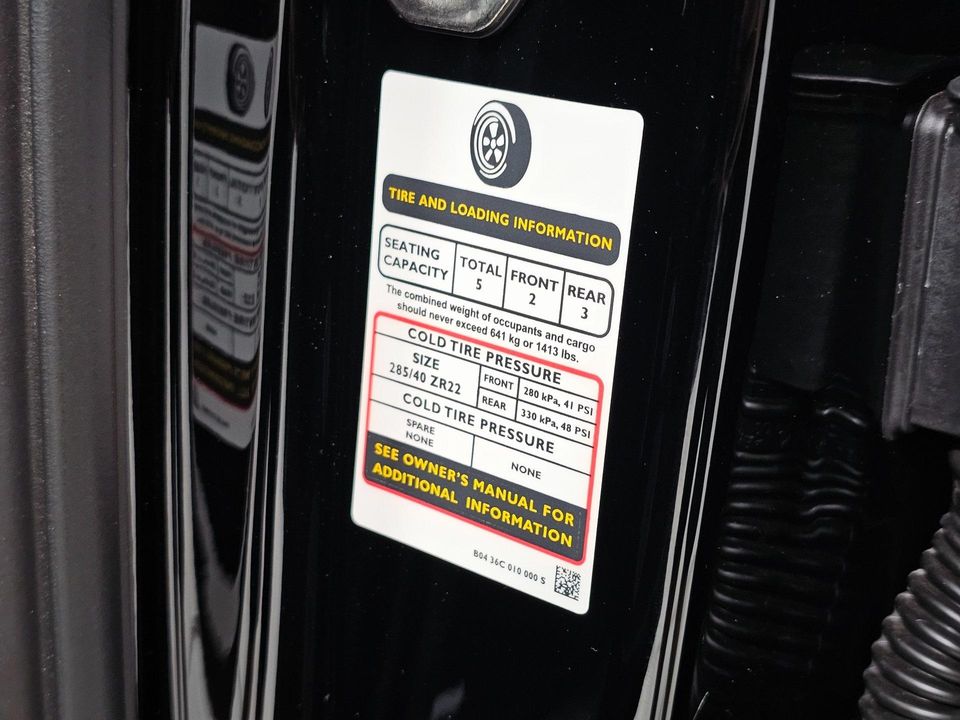 TIRE AND LOADING INFORMATION
SEATING CAPACITY
TOTAL 5
FRONT 2
REAR 3
The combined weight of occupants and cargo
should never exceed 641 kg or 1413 lbs.
COLD TIRE PRESSURE
SIZE
285/40 ZR22
FRONT 280 kPa, 41 PSI
REAR 330 kPa, 48 PSI
COLD TIRE PRESSURE
SPARE
NONE
NONE
SEE OWNER'S MANUAL FOR
ADDITIONAL INFORMATION
B04 36C 010 000 S